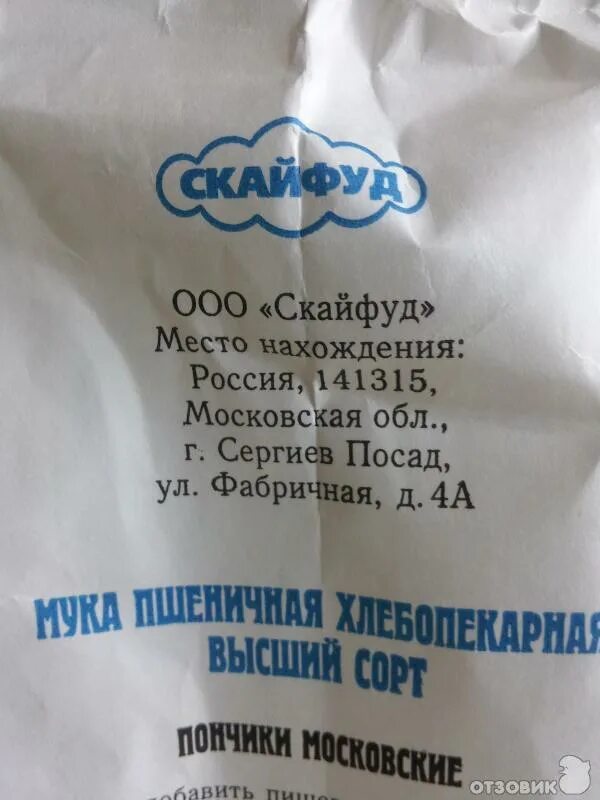 СКАЙФУД
ООО «Скайфуд»
Место нахождения:
Россия, 141315,
Московская обл.,
г. Сергиев Посад,
ул. Фабричная, д. 4А
МУКА ПШЕНИЧНАЯ ХЛЕБОПЕКАРНАЯ
ВЫСШИЙ СОРТ
ПОНЧИКИ МОСКОВСКИЕ
добавить
ОТЗОВИК